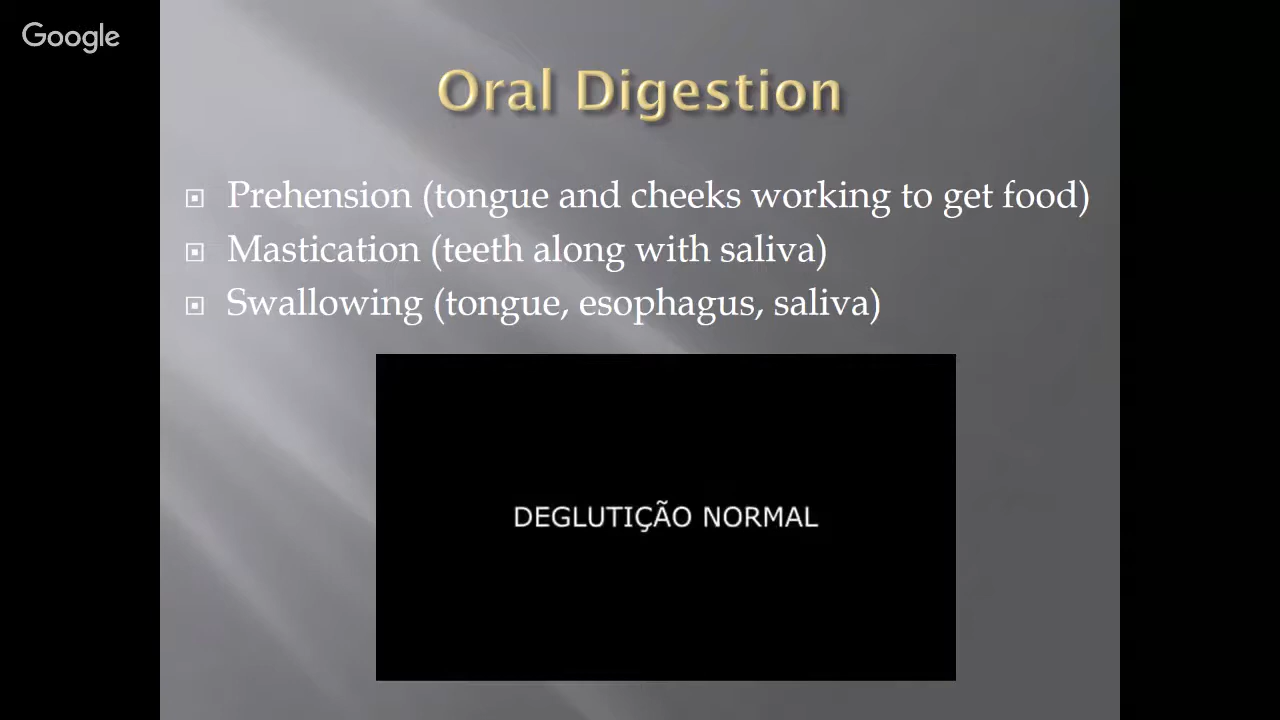 Google
Oral Digestion
Prehension (tongue and cheeks working to get food)
Mastication (teeth along with saliva)
Swallowing (tongue, esophagus, saliva)
DEGLUTIÇÃO NORMAL